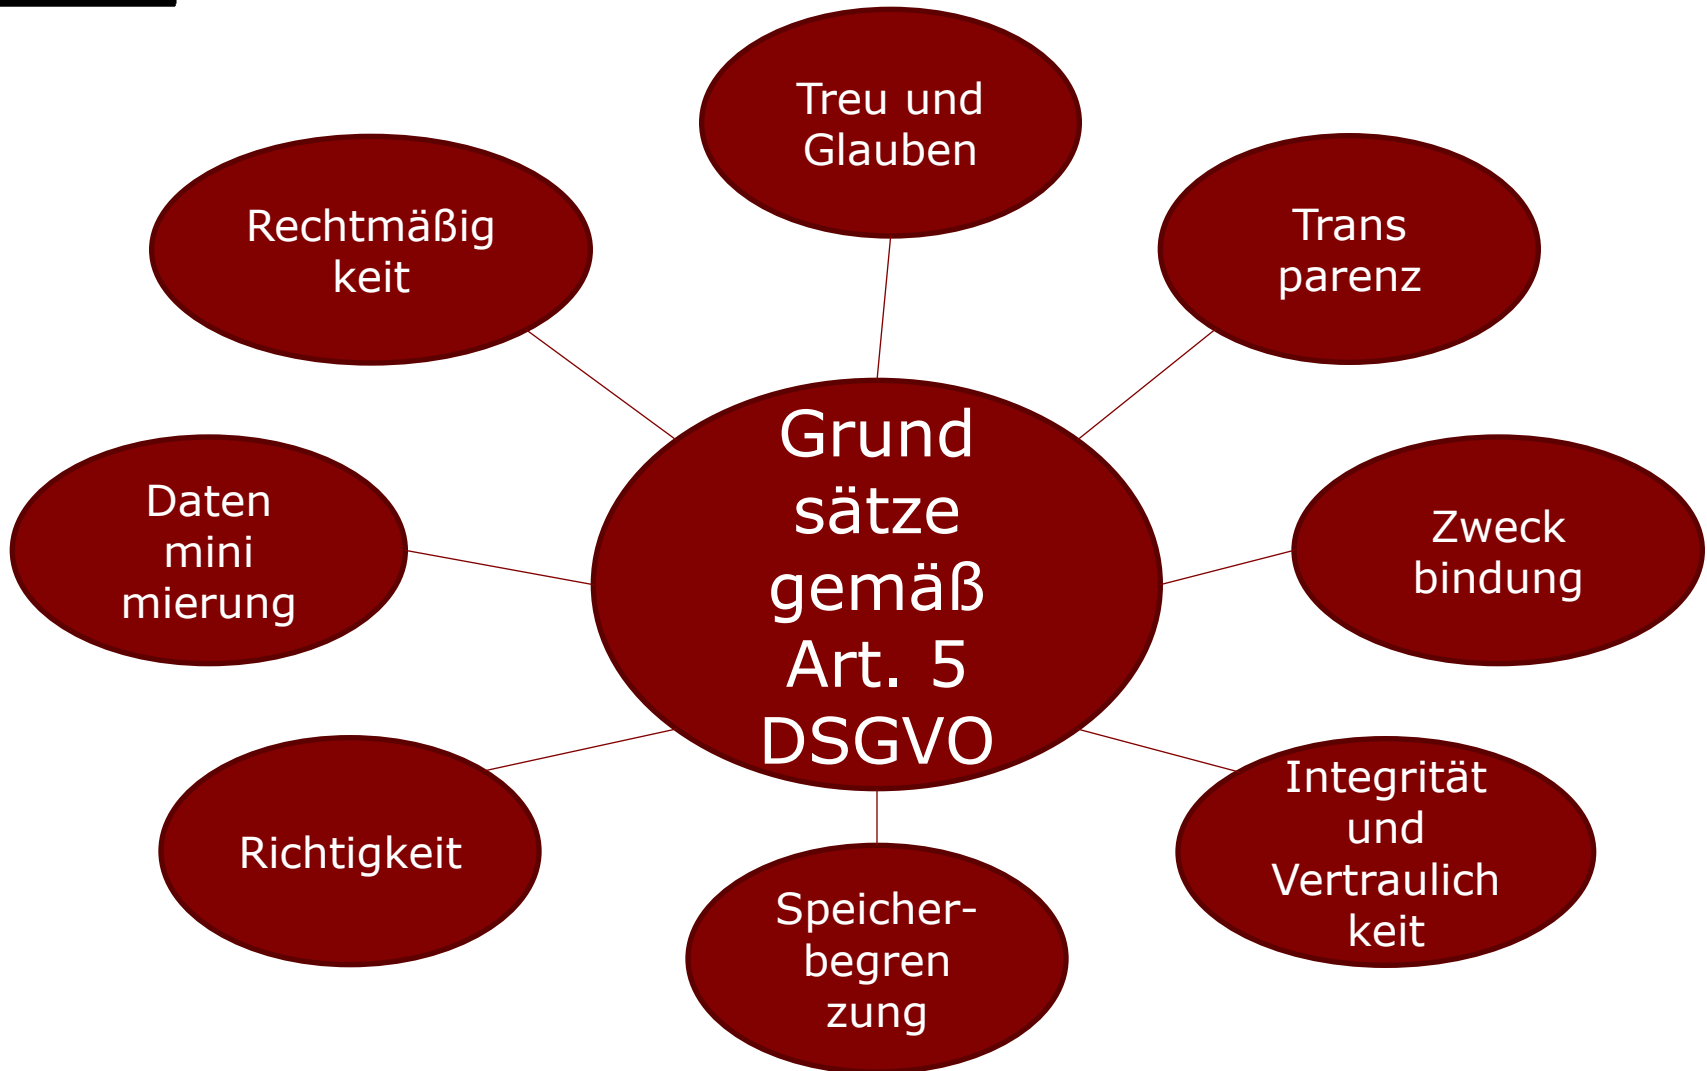 Treu und
Glauben
Rechtmäßig
keit
Trans
parenz
Grund
sätze
gemäß
Art. 5
DSGVO
Daten
mini
mierung
Zweck
bindung
Richtigkeit
Integrität
und
Vertraulich
keit
Speicher-
begren
zung